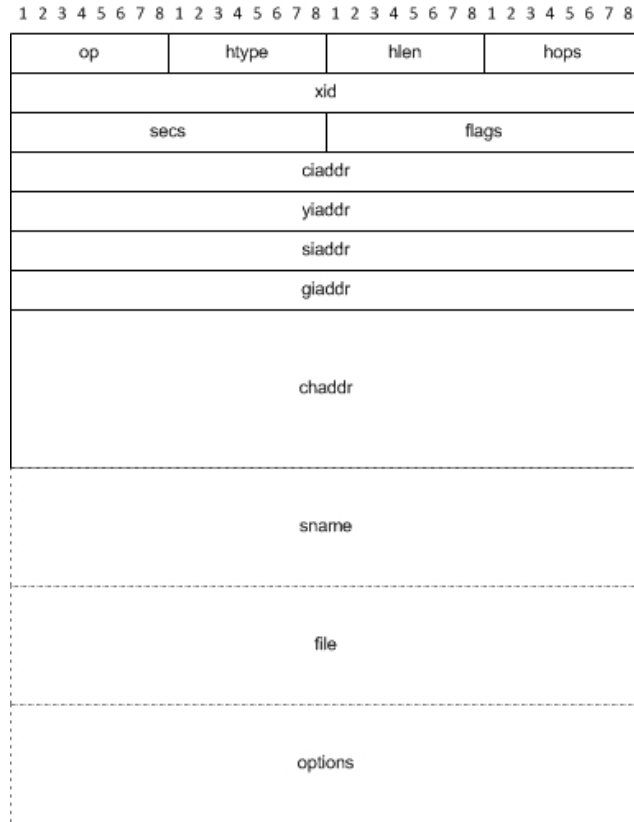 1 2 3 4 5 6 7 8 1 2 3 4 5 6 7 8 1 2 3 4 5 6 7 8 1 2 3 4 5 6 7 8
op htype hlen hops
xid
secs flags
ciaddr
yiaddr
siaddr
giaddr
chaddr
sname
file
options